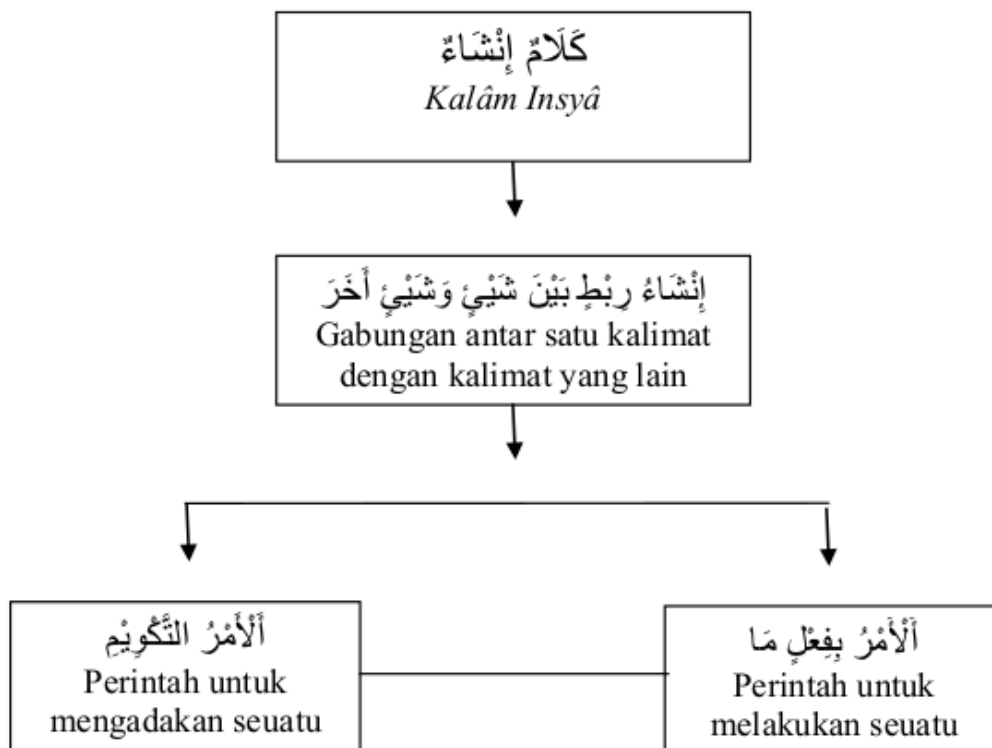 كَلَامٌ إِنْشَاءٌ
Kalâm Insyâ
إِنْشَاءُ رِبْطٍ بَيْنَ شَيْئٍ وَشَيْئٍ أَخَرَ
Gabungan antar satu kalimat
dengan kalimat yang lain
أَلْأَمْرُ التَّكْوِيْمِ
Perintah untuk
mengadakan seuatu
أَلْأَمْرُ بِفِعْلٍ مَا
Perintah untuk
melakukan seuatu